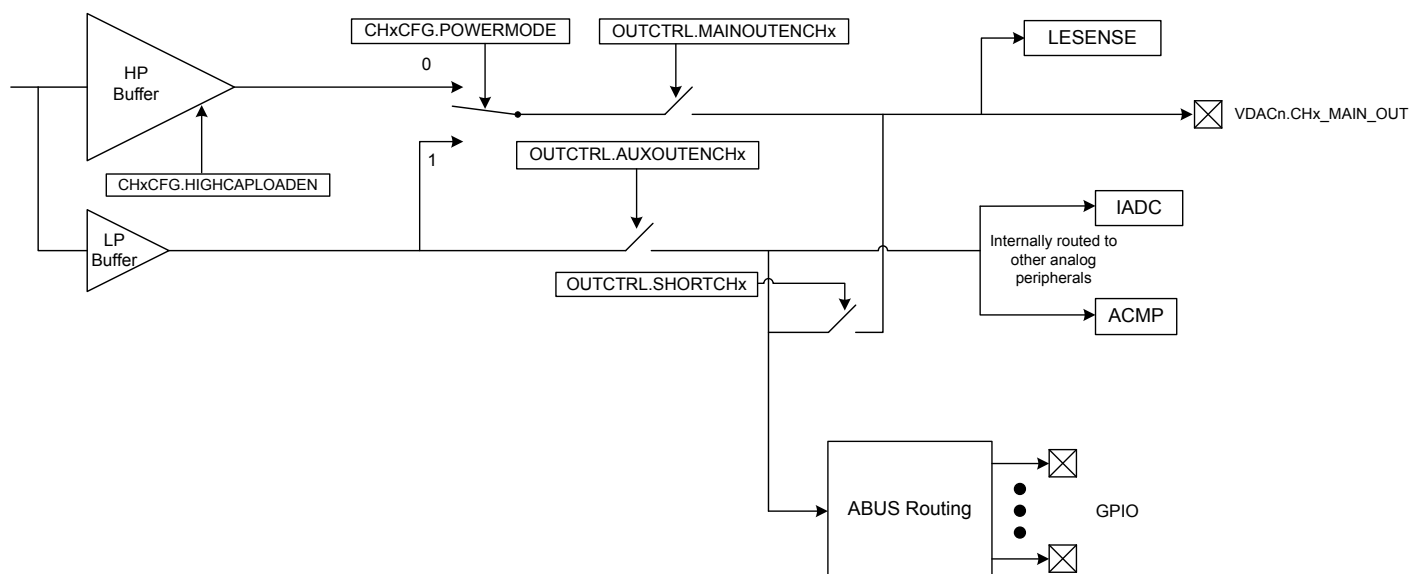 CHxCFG.POWERMODE
OUTCTRL.MAINOUTENCHx
LESENSE
HP
Buffer
0
VDACn.CHx_MAIN_OUT
1
OUTCTRL.AUXOUTENCHx
CHxCFG.HIGHCAPLOADEN
IADC
LP
Buffer
Internally routed to
other analog
peripherals
OUTCTRL.SHORTCHx
ACMP
ABUS Routing
GPIO